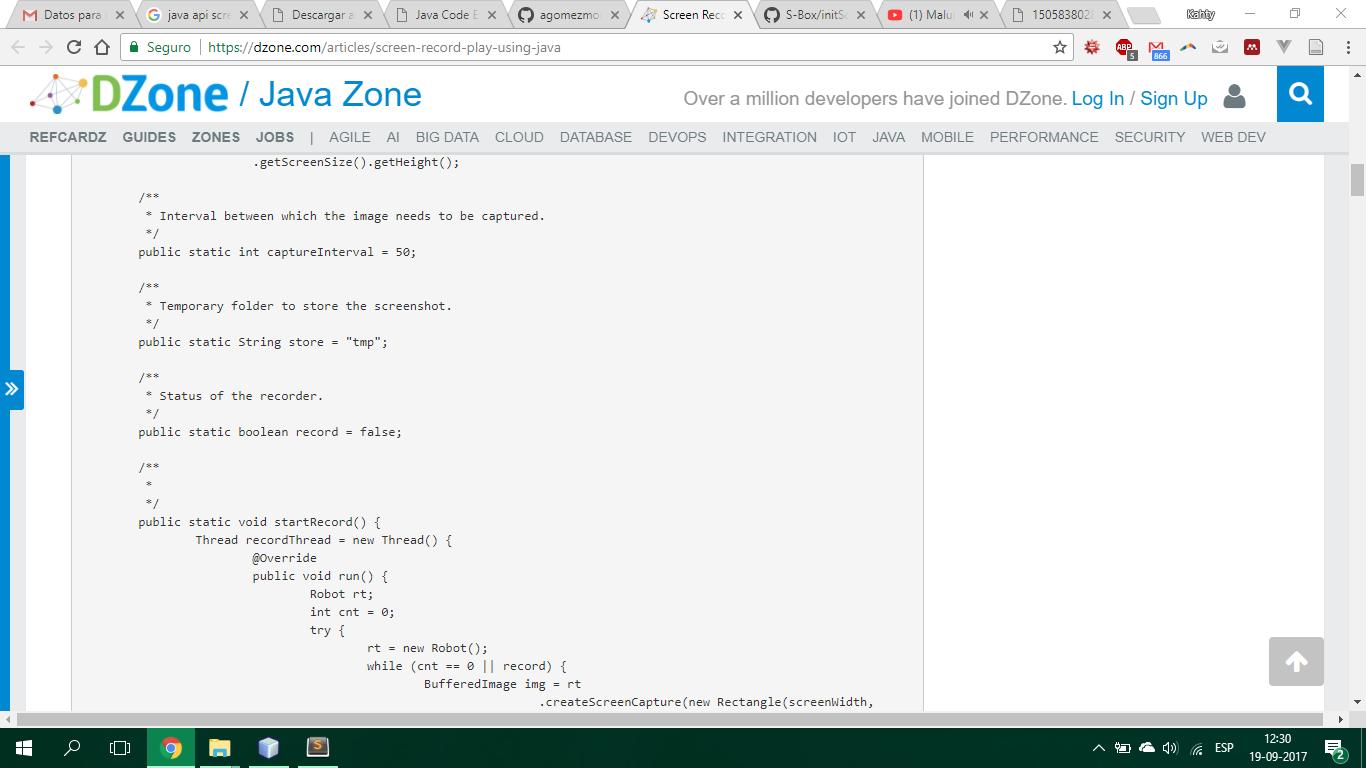 Datos para
java api scre
Descargar a
Java Code E
agomezmo
Screen Reco
S-Box/initS
(1) Malu
1505838028
Kahty
Seguro
https://dzone.com/articles/screen-record-play-using-java
ABP
5
866
DZone / Java Zone
Over a million developers have joined DZone. Log In / Sign Up
REFCARDZ GUIDES ZONES JOBS | AGILE AI BIG DATA CLOUD DATABASE DEVOPS INTEGRATION IOT JAVA MOBILE PERFORMANCE SECURITY WEB DEV
.getScreenSize().getHeight();
/**
* Interval between which the image needs to be captured.
*/
public static int captureInterval = 50;
/**
* Temporary folder to store the screenshot.
*/
public static String store = "tmp";
/**
* Status of the recorder.
*/
public static boolean record = false;
/**
*
*/
public static void startRecord() {
Thread recordThread = new Thread() {
@Override
public void run() {
Robot rt;
int cnt = 0;
try {
rt = new Robot();
while (cnt == 0 || record) {
BufferedImage img = rt
.createScreenCapture(new Rectangle(screenWidth,
ESP
12:30
19-09-2017
2